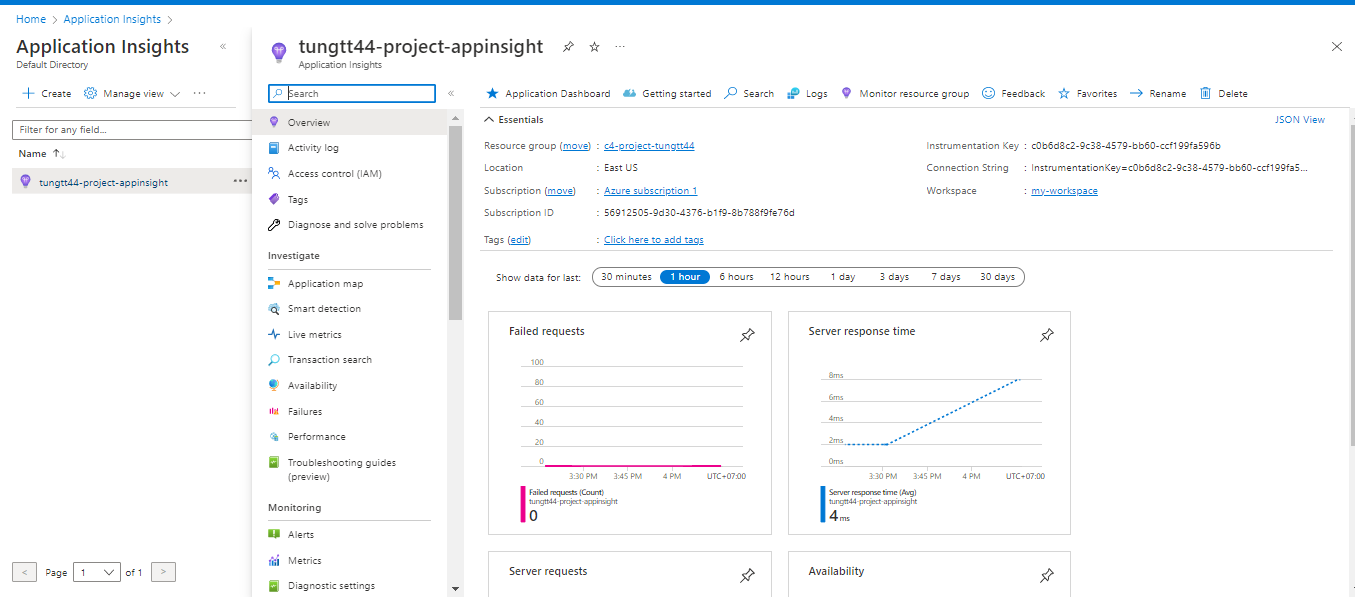 Home > Application Insights >
Application Insights «
Default Directory
+ Create Manage view ...
Filter for any field...
Name ↑↓
tungtt44-project-appinsight ...
< Page 1 of 1 >
tungtt44-project-appinsight ...
Application Insights
Search «
Overview
Activity log
Access control (IAM)
Tags
Diagnose and solve problems
Investigate
Application map
Smart detection
Live metrics
Transaction search
Availability
Failures
Performance
Troubleshooting guides
(preview)
Monitoring
Alerts
Metrics
Diagnostic settings
Application Dashboard Getting started Search Logs Monitor resource group Feedback Favorites Rename Delete
Essentials JSON View
Resource group (move) : c4-project-tungtt44
Location : East US
Subscription (move) : Azure subscription 1
Subscription ID : 56912505-9d30-4376-b1f9-8b788f9fe76d
Tags (edit) : Click here to add tags
Instrumentation Key : c0b6d8c2-9c38-4579-bb60-ccf199fa596b
Connection String : InstrumentationKey=c0b6d8c2-9c38-4579-bb60-ccf199fa5...
Workspace : my-workspace
Show data for last: 30 minutes 1 hour 6 hours 12 hours 1 day 3 days 7 days 30 days
Failed requests
100
80
60
40
20
0
3:30 PM 3:45 PM 4 PM UTC+07:00
Failed requests (Count)
tungtt44-project-appinsight
0
Server response time
8ms
6ms
4ms
2ms
0ms
3:30 PM 3:45 PM 4 PM UTC+07:00
Server response time (Avg)
tungtt44-project-appinsight
4 ms
Server requests
Availability